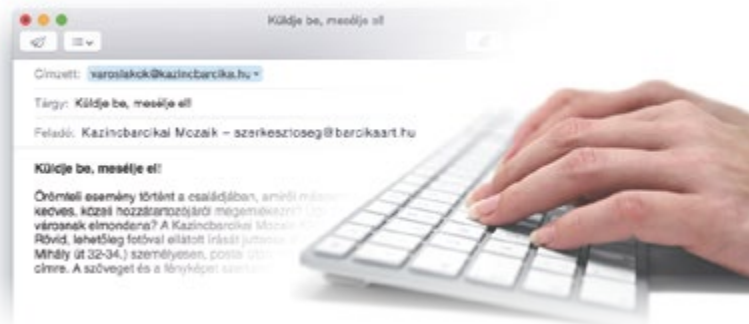 Küldje be, mesélje el!
Címzett: varoslakok@kazincbarcika.hu
Tárgy: Küldje be, mesélje el!
Feladó: Kazincbarcikai Mozaik – szerkesztoseg@barcikaart.hu
Küldje be, mesélje el!
Örömteli esemény történt a családjában, amiről
kedves, közeli hozzátartozójáról megemlékezni?
városnak elmondana? A Kazincbarcikai Mozaik
Rövid, lehetőleg fotóval ellátott írását
Mihály út 32-34.) személyesen, postai
címre. A szöveget és a fényképet